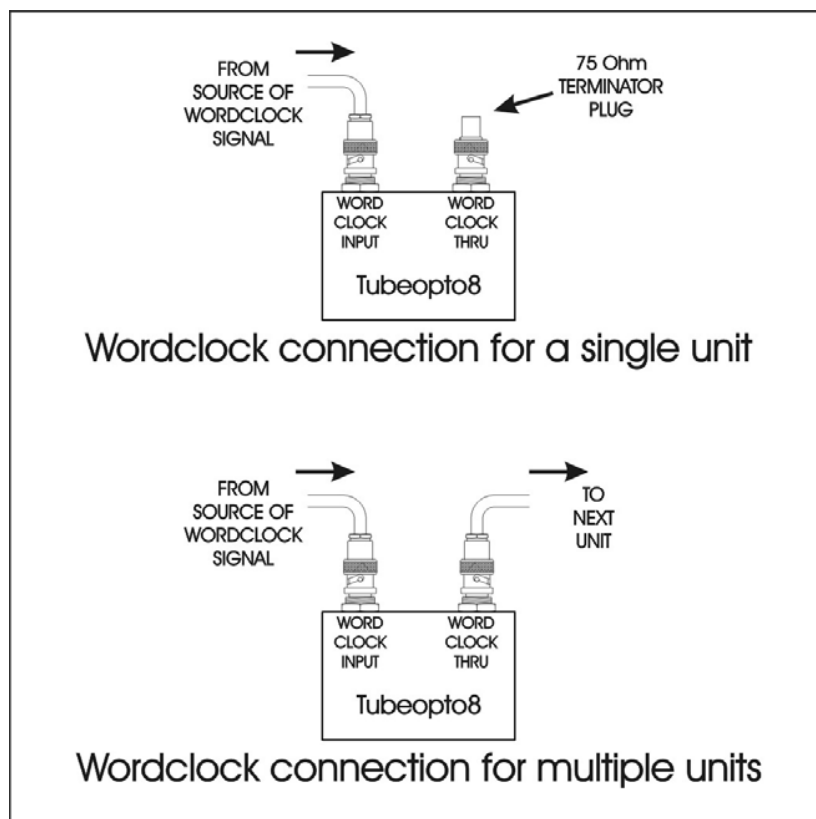 FROM
SOURCE OF
WORDCLOCK
SIGNAL
75 Ohm
TERMINATOR
PLUG
WORD
CLOCK
INPUT
WORD
CLOCK
THRU
Tubeopto8
Wordclock connection for a single unit
FROM
SOURCE OF
WORDCLOCK
SIGNAL
TO
NEXT
UNIT
WORD
CLOCK
INPUT
WORD
CLOCK
THRU
Tubeopto8
Wordclock connection for multiple units